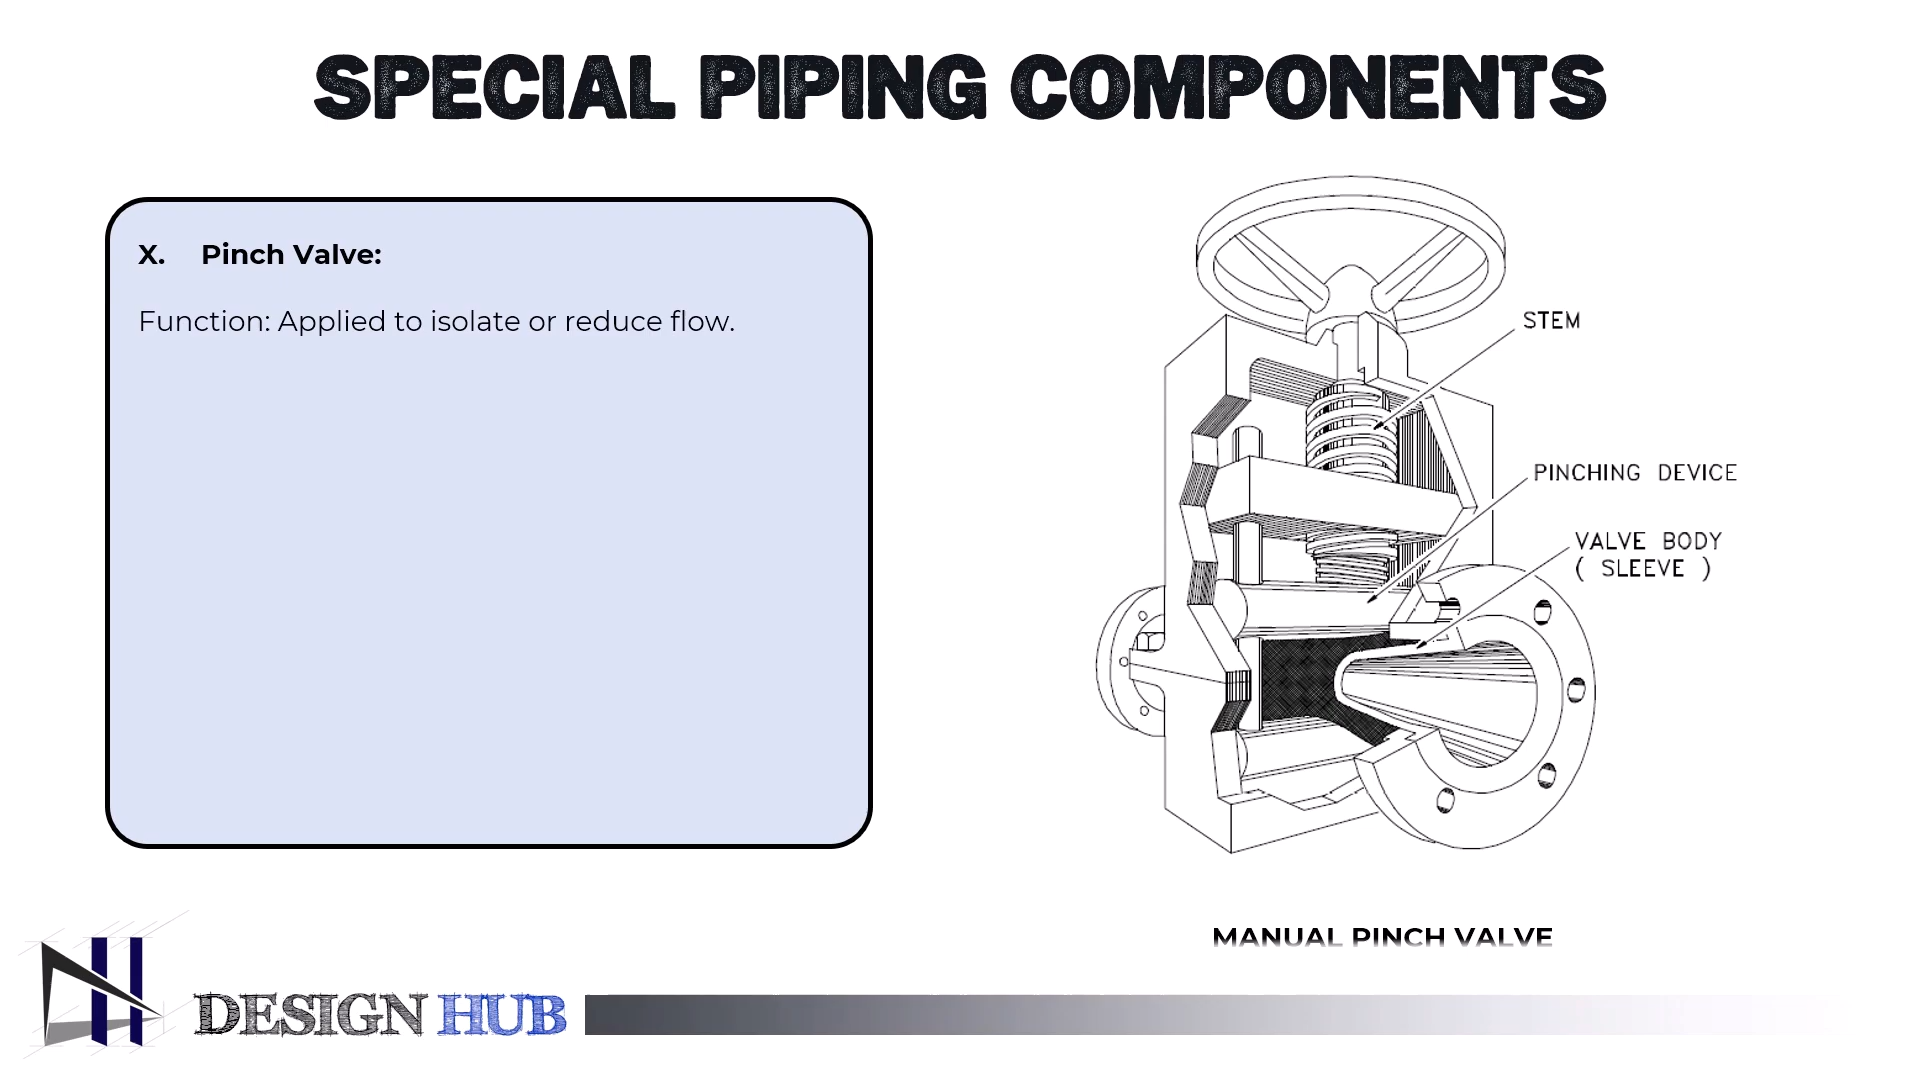 SPECIAL PIPING COMPONENTS
X. Pinch Valve:
Function: Applied to isolate or reduce flow.
STEM
PINCHING DEVICE
VALVE BODY
( SLEEVE )
MANUAL PINCH VALVE
DESIGN HUB